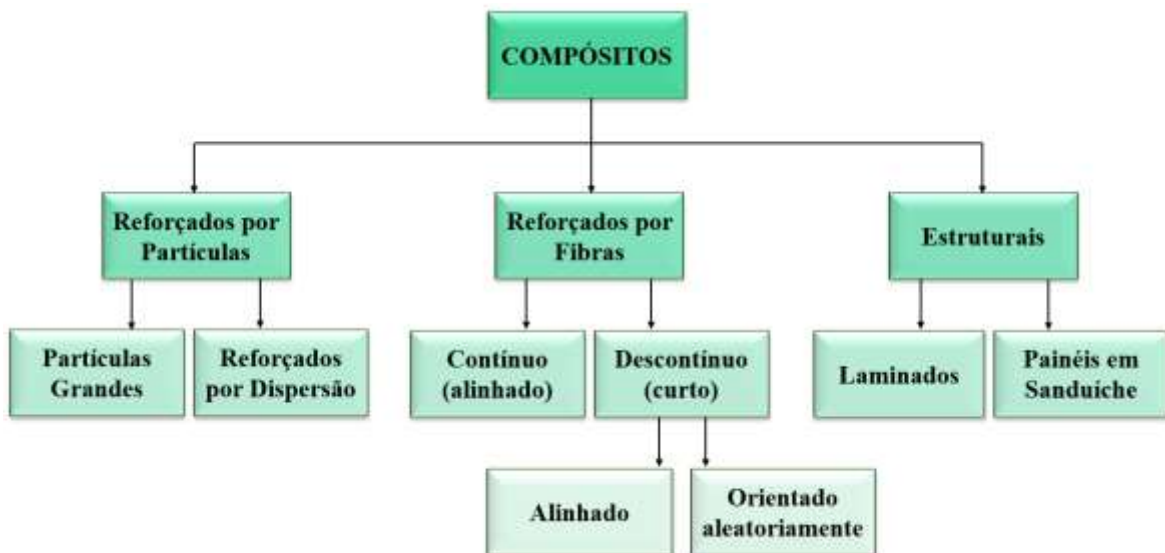 COMPÓSITOS
Reforçados por
Partículas
Reforçados por
Fibras
Estruturais
Partículas
Grandes
Reforçados
por Dispersão
Contínuo
(alinhado)
Descontínuo
(curto)
Laminados
Painéis em
Sanduíche
Alinhado
Orientado
aleatoriamente